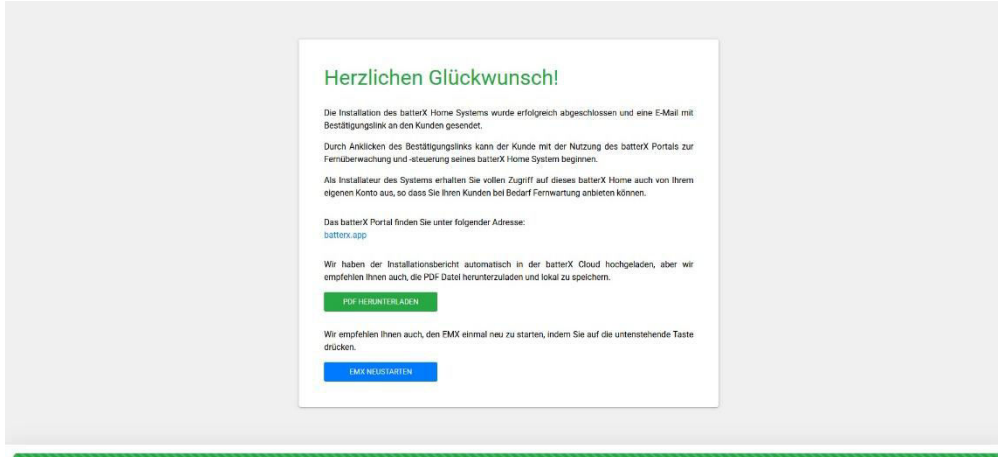 Herzlichen Glückwunsch!
Die Installation des batterX Home Systems wurde erfolgreich abgeschlossen und eine E-Mail mit
Bestätigungslink an den Kunden gesendet.
Durch Anklicken des Bestätigungslinks kann der Kunde mit der Nutzung des batterX Portals zur
Fernüberwachung und -steuerung seines batterX Home System beginnen.
Als Installateur des Systems erhalten Sie vollen Zugriff auf dieses batterX Home auch von Ihrem
eigenen Konto aus, so dass Sie Ihren Kunden bei Bedarf Fernwartung anbieten können.
Das batterX Portal finden Sie unter folgender Adresse:
batterx.app
Wir haben der Installationsbericht automatisch in der batterX Cloud hochgeladen, aber wir
empfehlen Ihnen auch, die PDF Datei herunterzuladen und lokal zu speichern.
PDF HERUNTERLADEN
Wir empfehlen Ihnen auch, den EMX einmal neu zu starten, indem Sie auf die untenstehende Taste
drücken.
EMX NEUSTARTEN